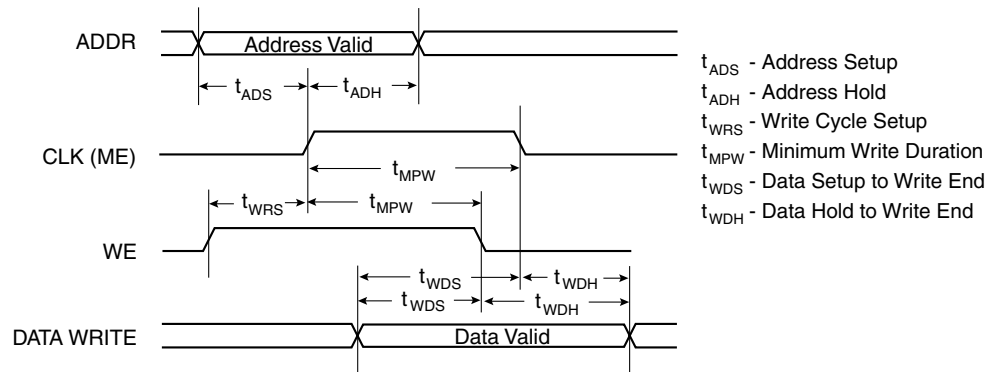 ADDR
Address Valid
tADS
tADH
CLK (ME)
tMPW
tWRS
tMPW
WE
tWDS
tWDH
tWDS
tWDH
DATA WRITE
Data Valid
tADS - Address Setup
tADH - Address Hold
tWRS - Write Cycle Setup
tMPW - Minimum Write Duration
tWDS - Data Setup to Write End
tWDH - Data Hold to Write End